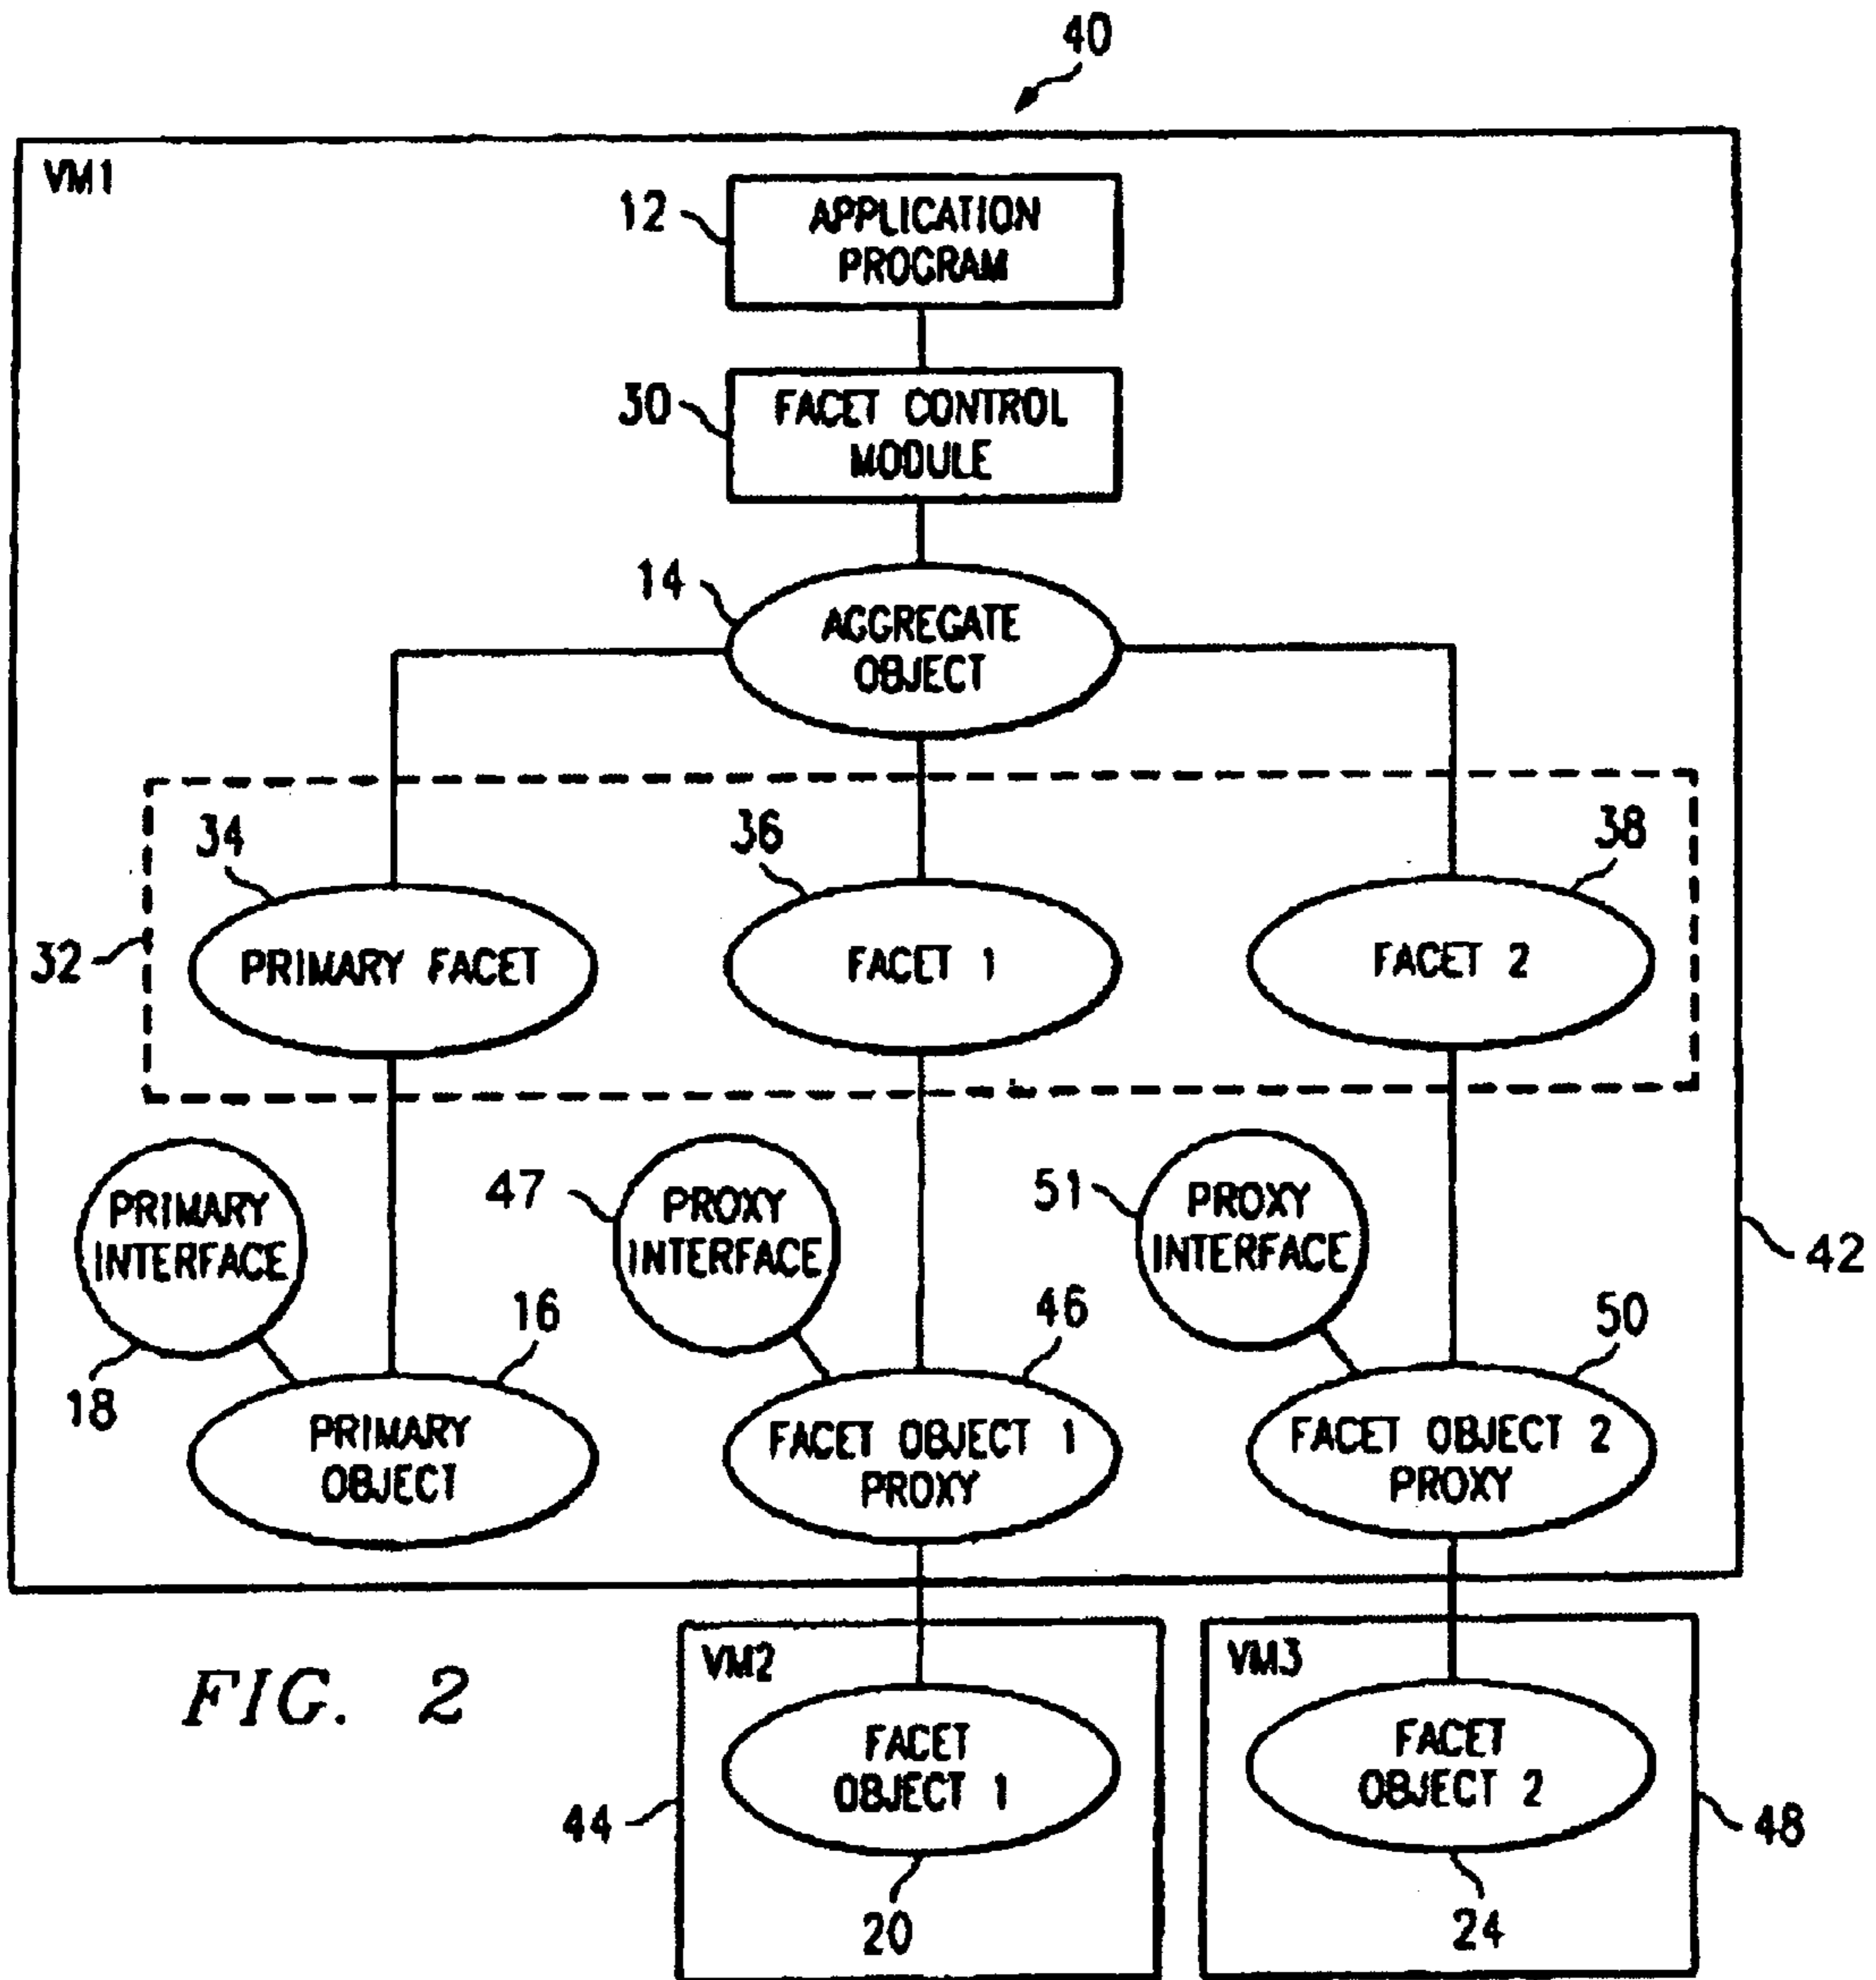 40
VM1
12
APPLICATION
PROGRAM
30
FACET CONTROL
MODULE
14
AGGREGATE
OBJECT
34
36
38
32
PRIMARY FACET
FACET 1
FACET 2
PRIMARY
INTERFACE
47
PROXY
INTERFACE
51
PROXY
INTERFACE
42
18
16
46
50
PRIMARY
OBJECT
FACET OBJECT 1
PROXY
FACET OBJECT 2
PROXY
FIG. 2
VM2
VM3
FACET
OBJECT 1
FACET
OBJECT 2
44
48
20
24